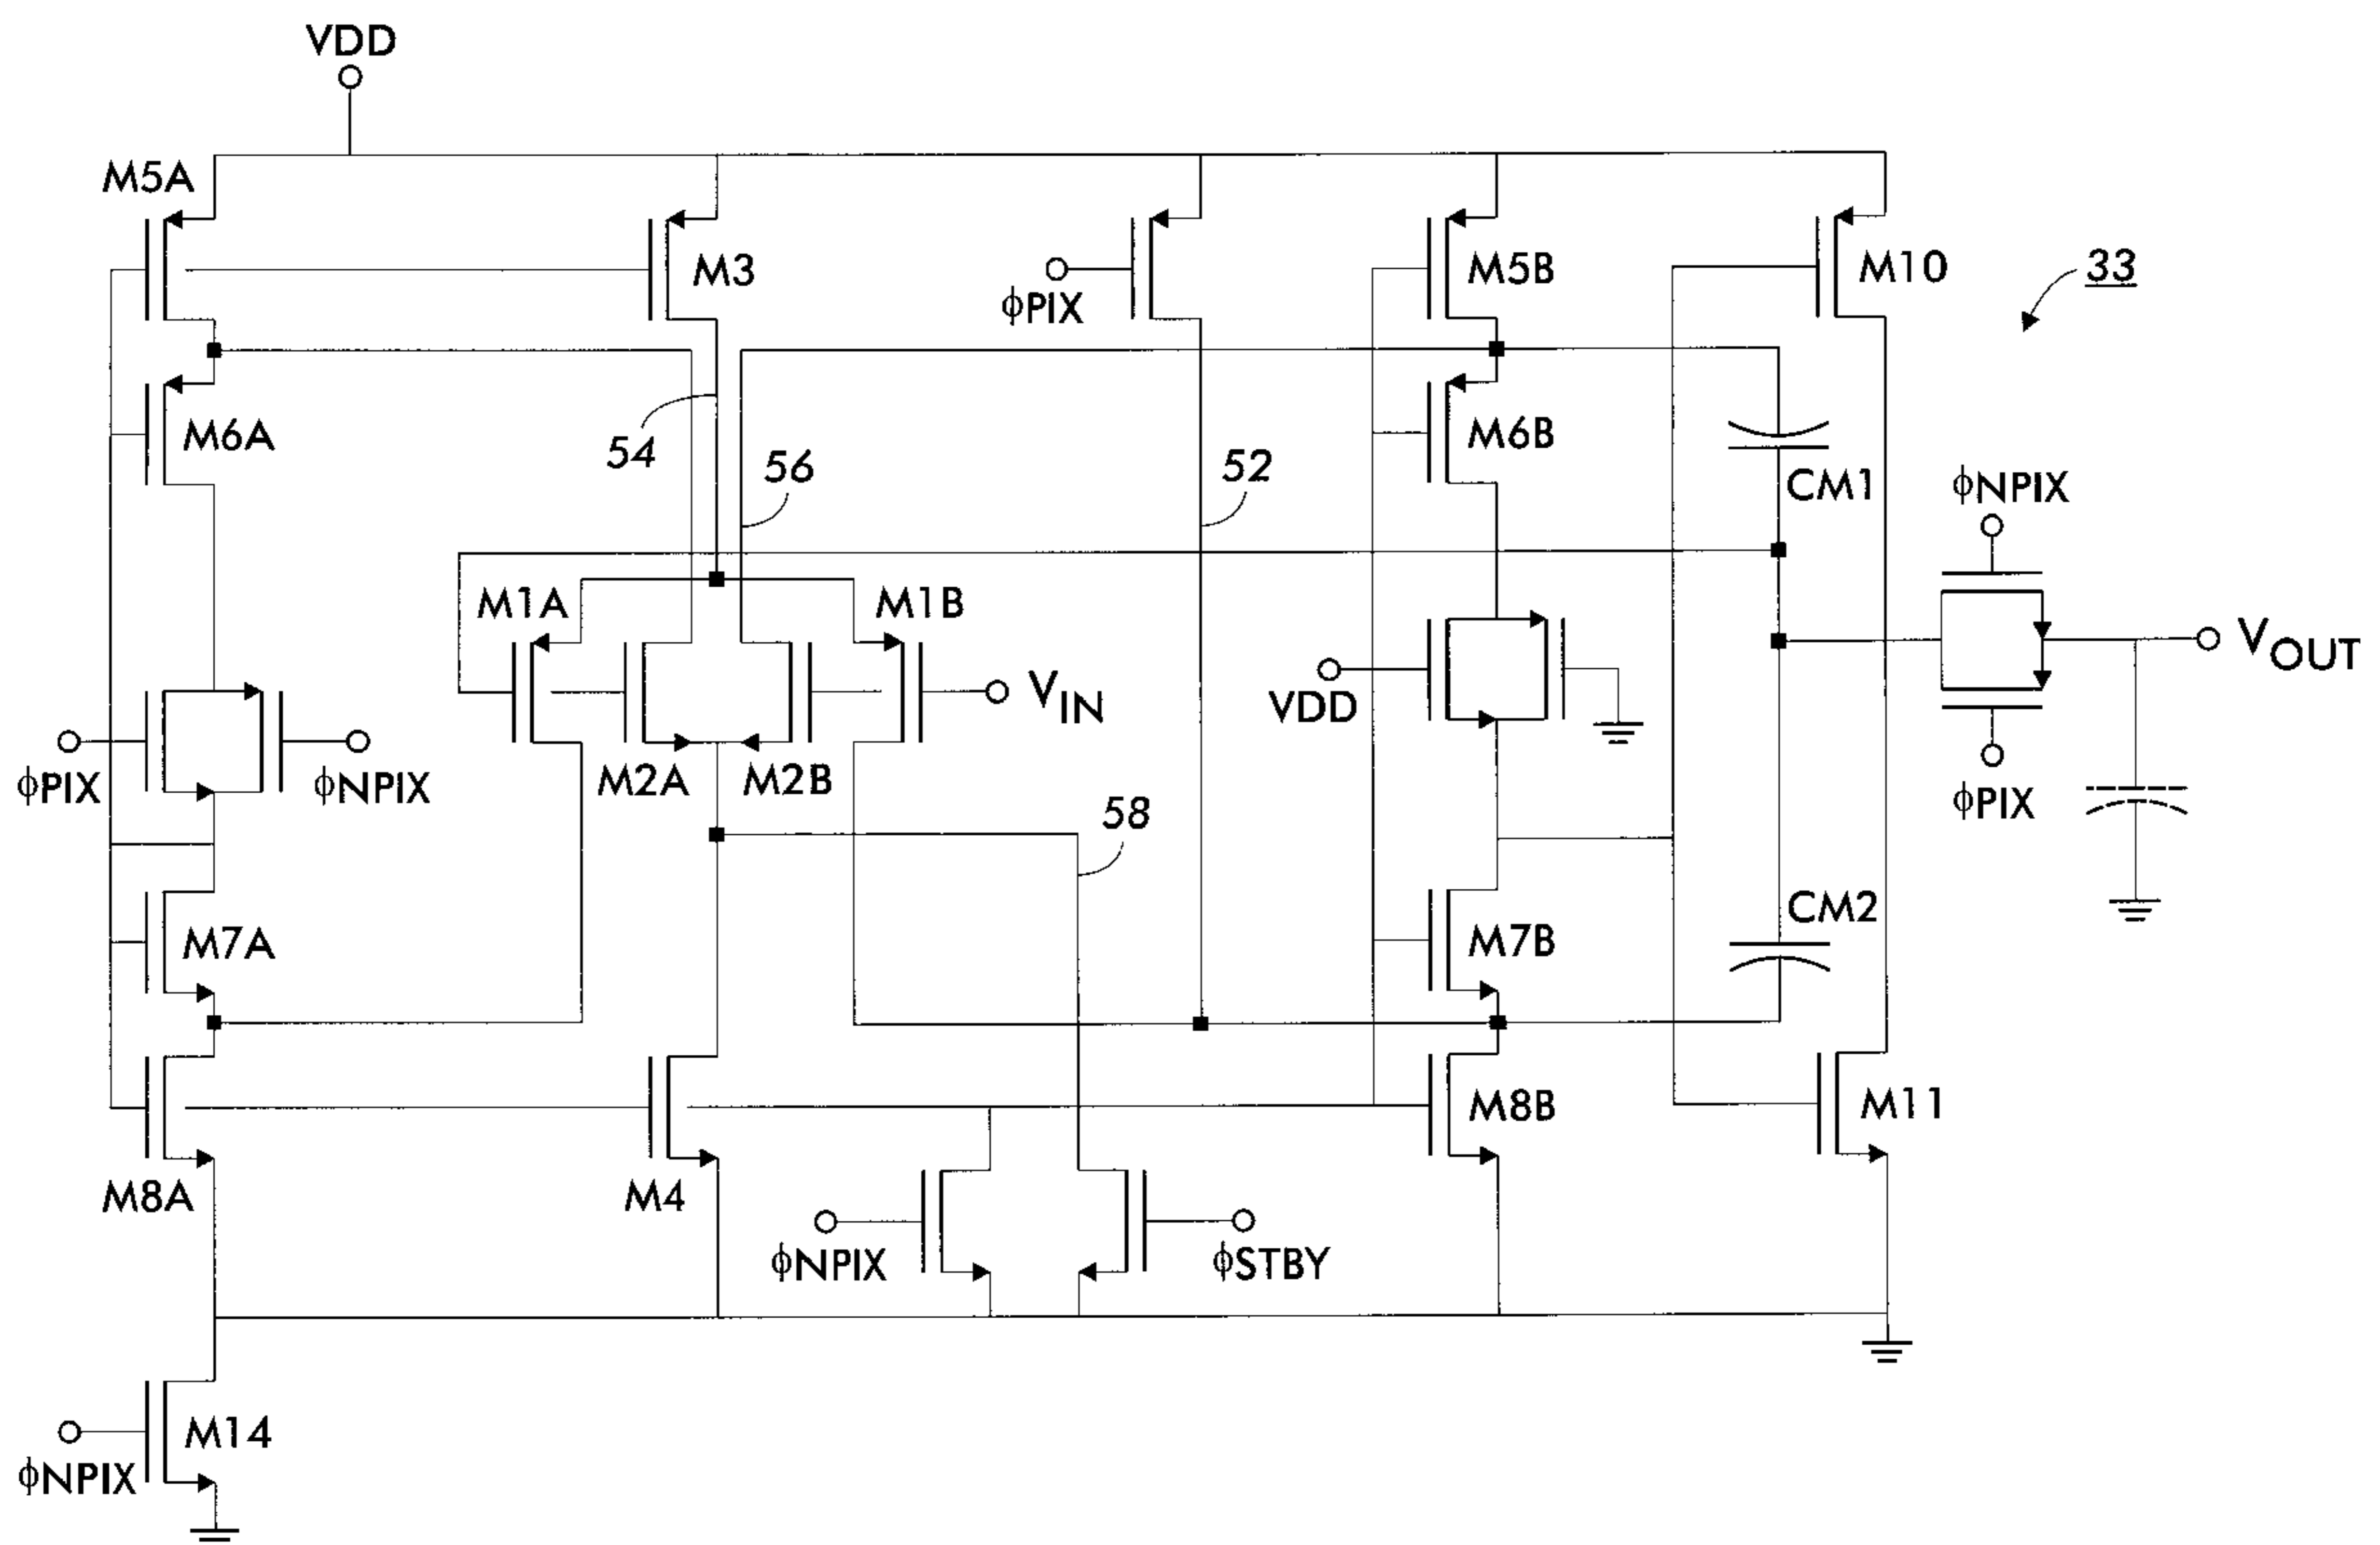 VDD
M5A
M3
ϕPIX
M5B
M10
33
M6A
54
56
52
M6B
CM1
ϕNPIX
M1A
M1B
VIN
VDD
VOUT
ϕPIX
ϕNPIX
M2A
M2B
58
ϕPIX
M7A
M7B
CM2
M8A
M4
M8B
M11
ϕNPIX
ϕSTBY
M14
ϕNPIX